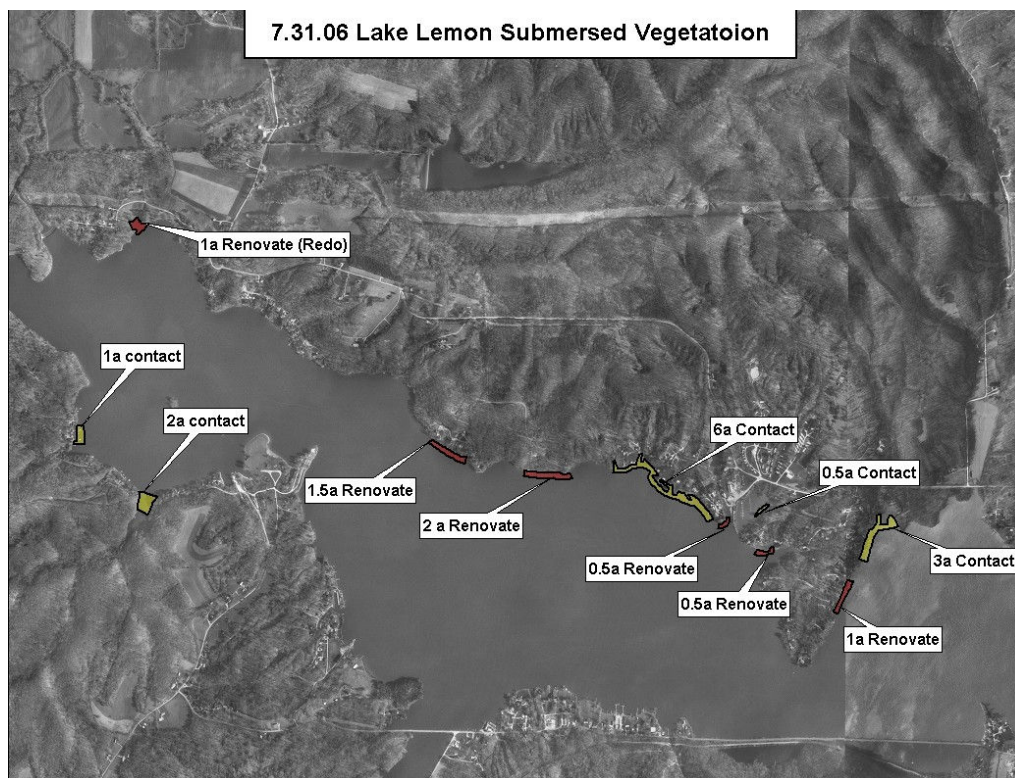 7.31.06 Lake Lemon Submersed Vegetatoion
1a Renovate (Redo)
1a contact
2a contact
6a Contact
0.5a Contact
1.5a Renovate
2 a Renovate
0.5a Renovate
3a Contact
0.5a Renovate
1a Renovate